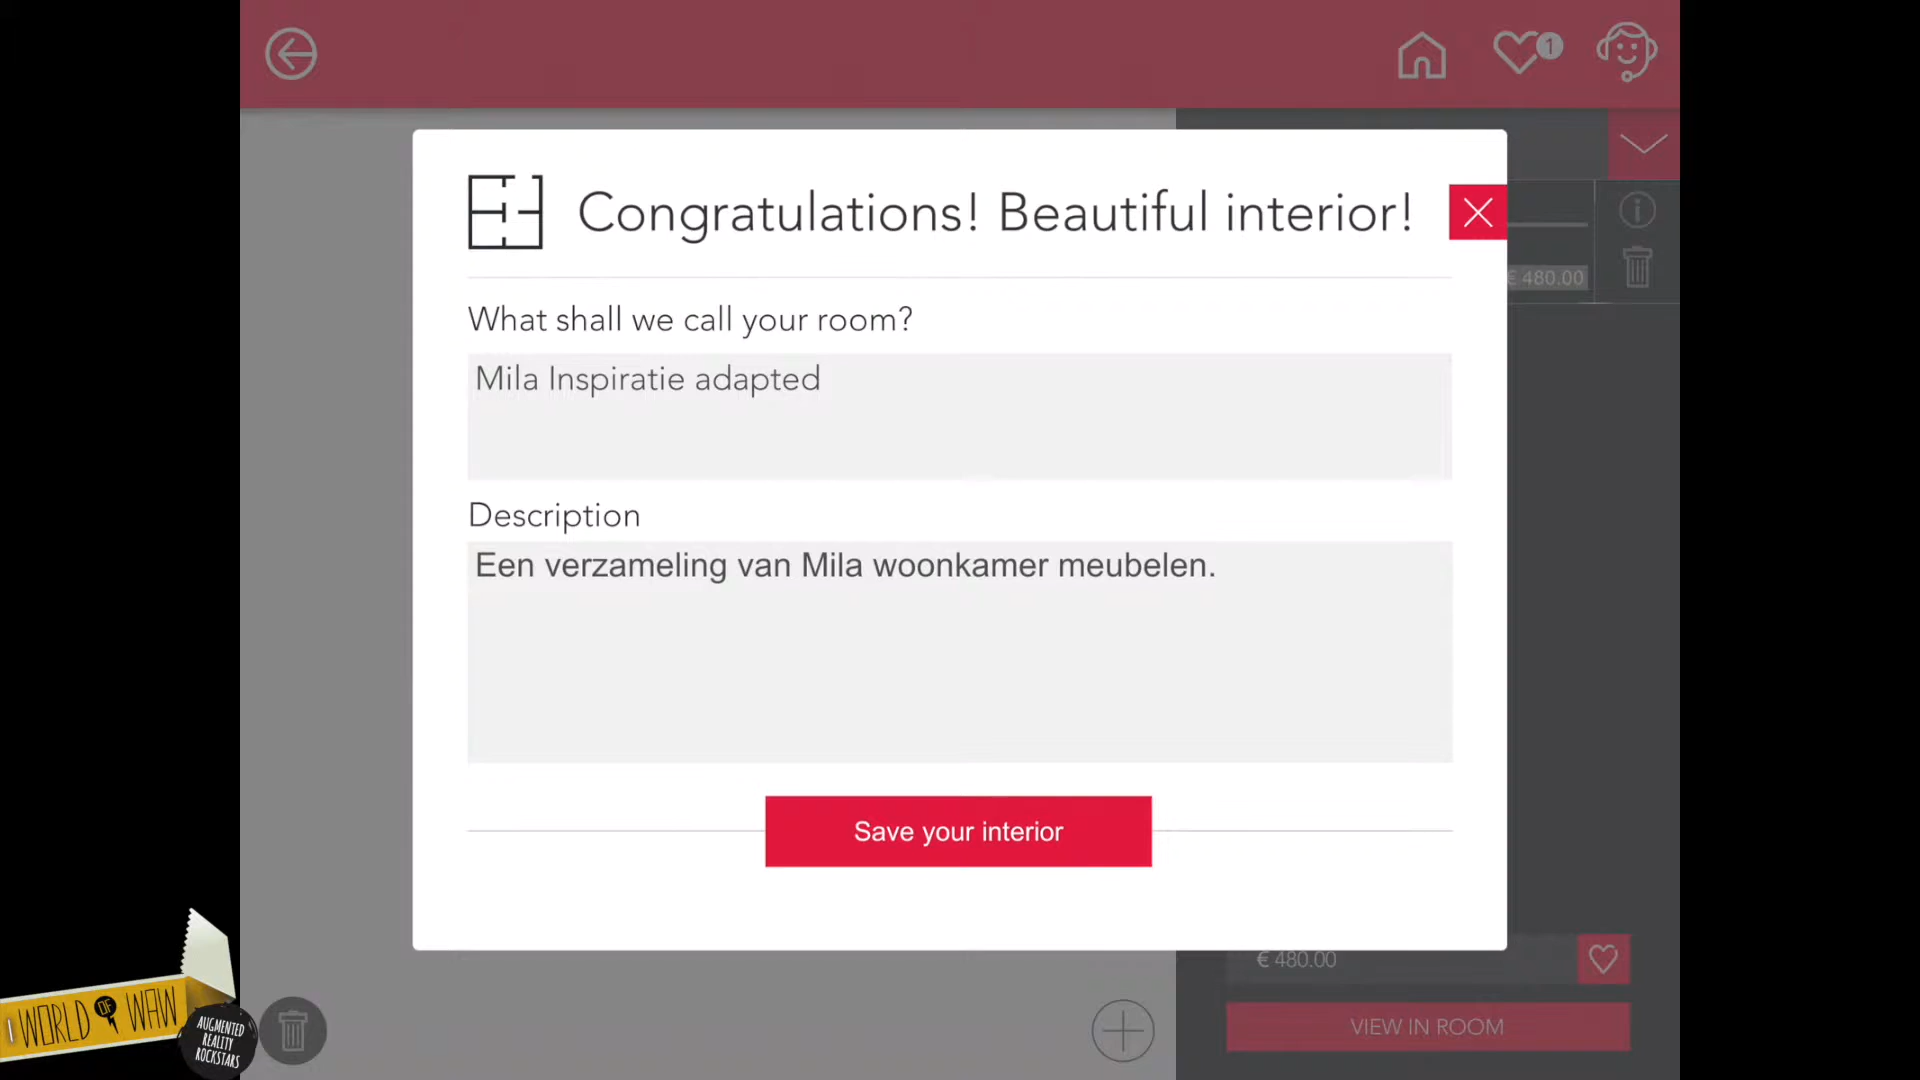 1
Congratulations! Beautiful interior!
€ 480.00
What shall we call your room?
Mila Inspiratie adapted
Description
Een verzameling van Mila woonkamer meubelen.
Save your interior
€ 480.00
VIEW IN ROOM
WORLD OF WAW
AUGMENTED
REALITY
ROCKSTARS